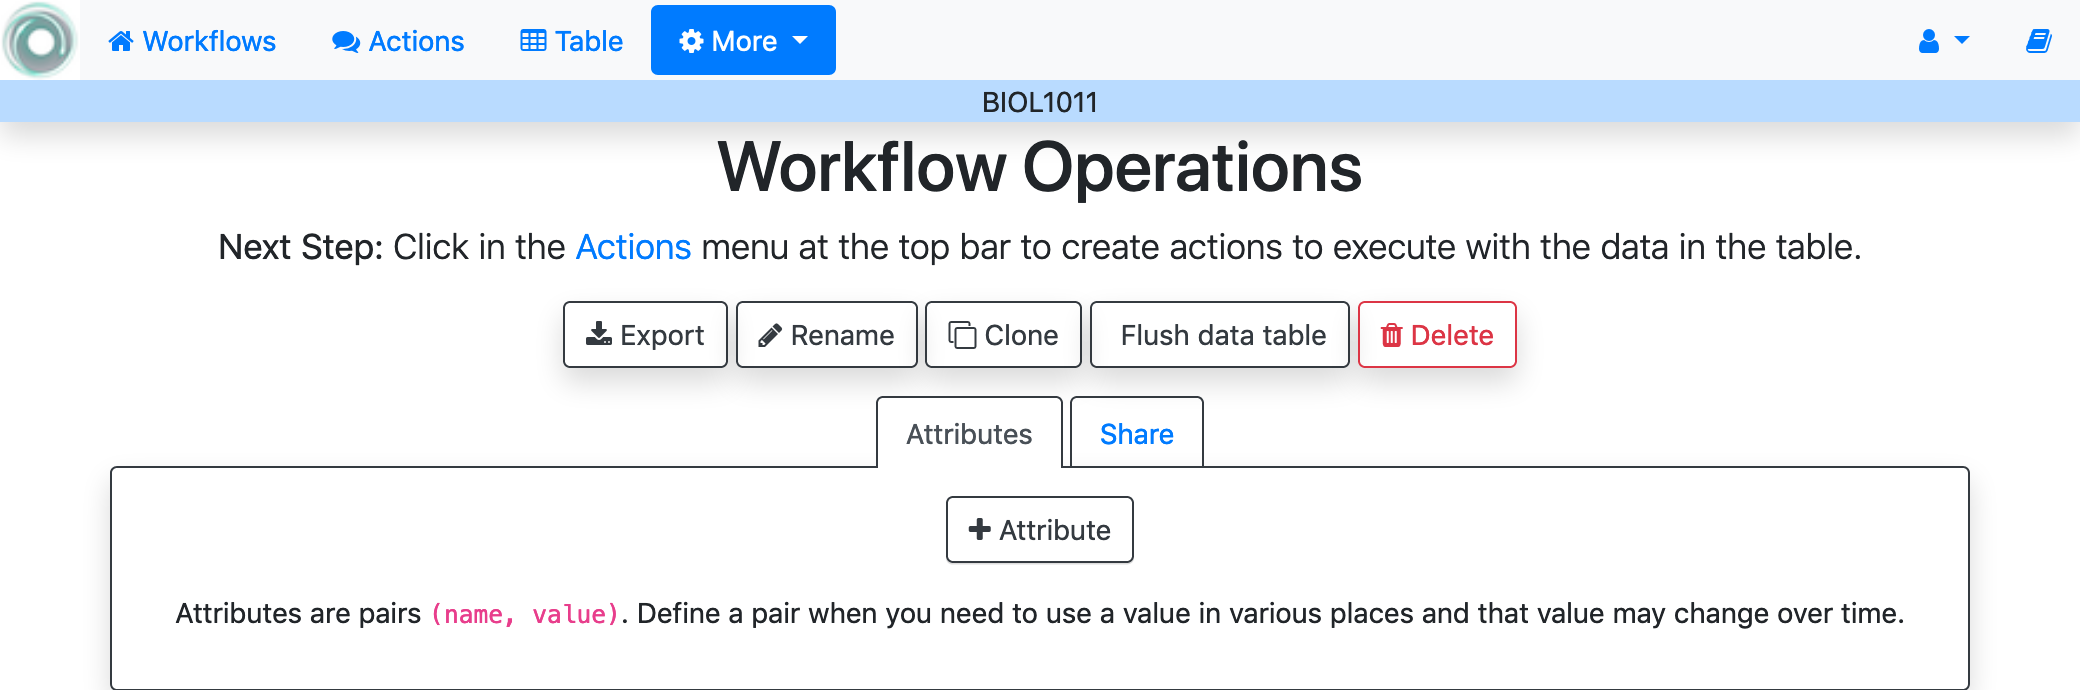 Workflows Actions Table More
BIOL1011
Workflow Operations
Next Step: Click in the Actions menu at the top bar to create actions to execute with the data in the table.
Export Rename Clone Flush data table Delete
Attributes Share
Attribute
Attributes are pairs (name, value). Define a pair when you need to use a value in various places and that value may change over time.